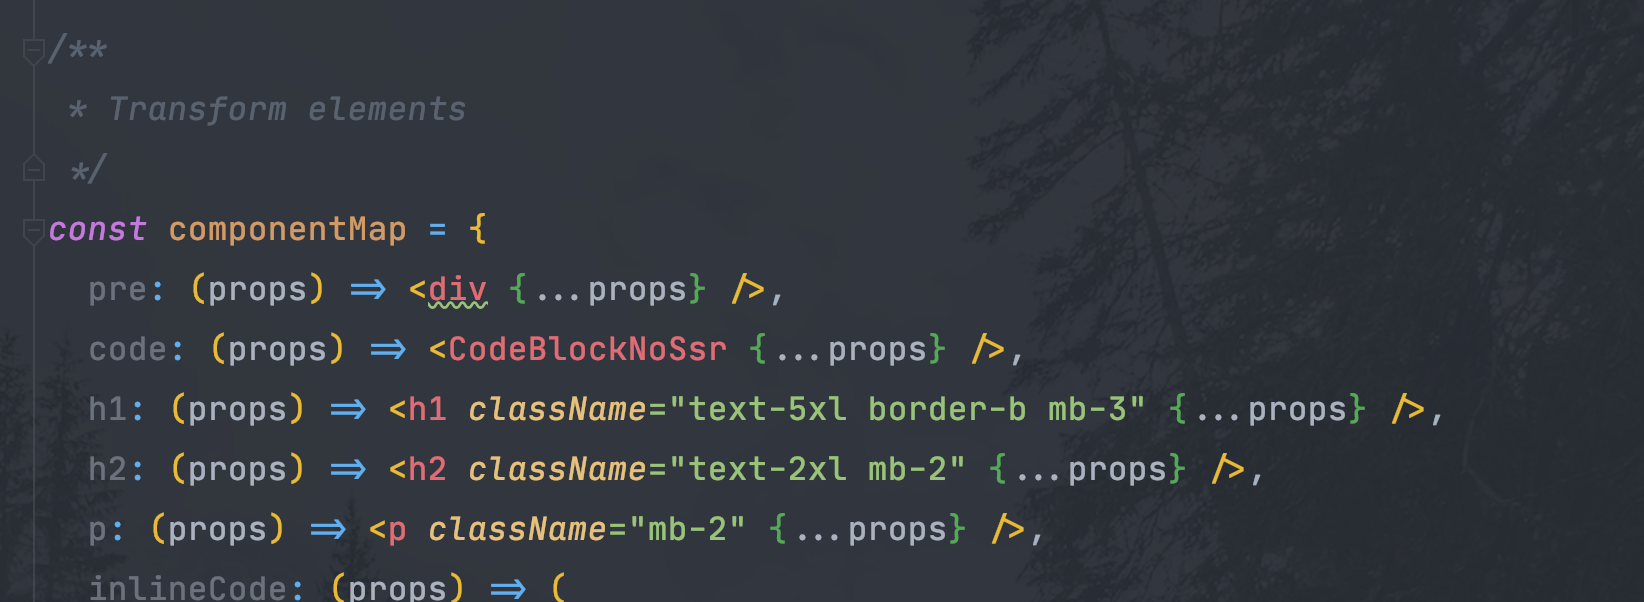 /**
 * Transform elements
 */
const componentMap = {
  pre: (props) => <div {...props} />,
  code: (props) => <CodeBlockNoSsr {...props} />,
  h1: (props) => <h1 className="text-5xl border-b mb-3" {...props} />,
  h2: (props) => <h2 className="text-2xl mb-2" {...props} />,
  p: (props) => <p className="mb-2" {...props} />,
  inlineCode: (props) => (